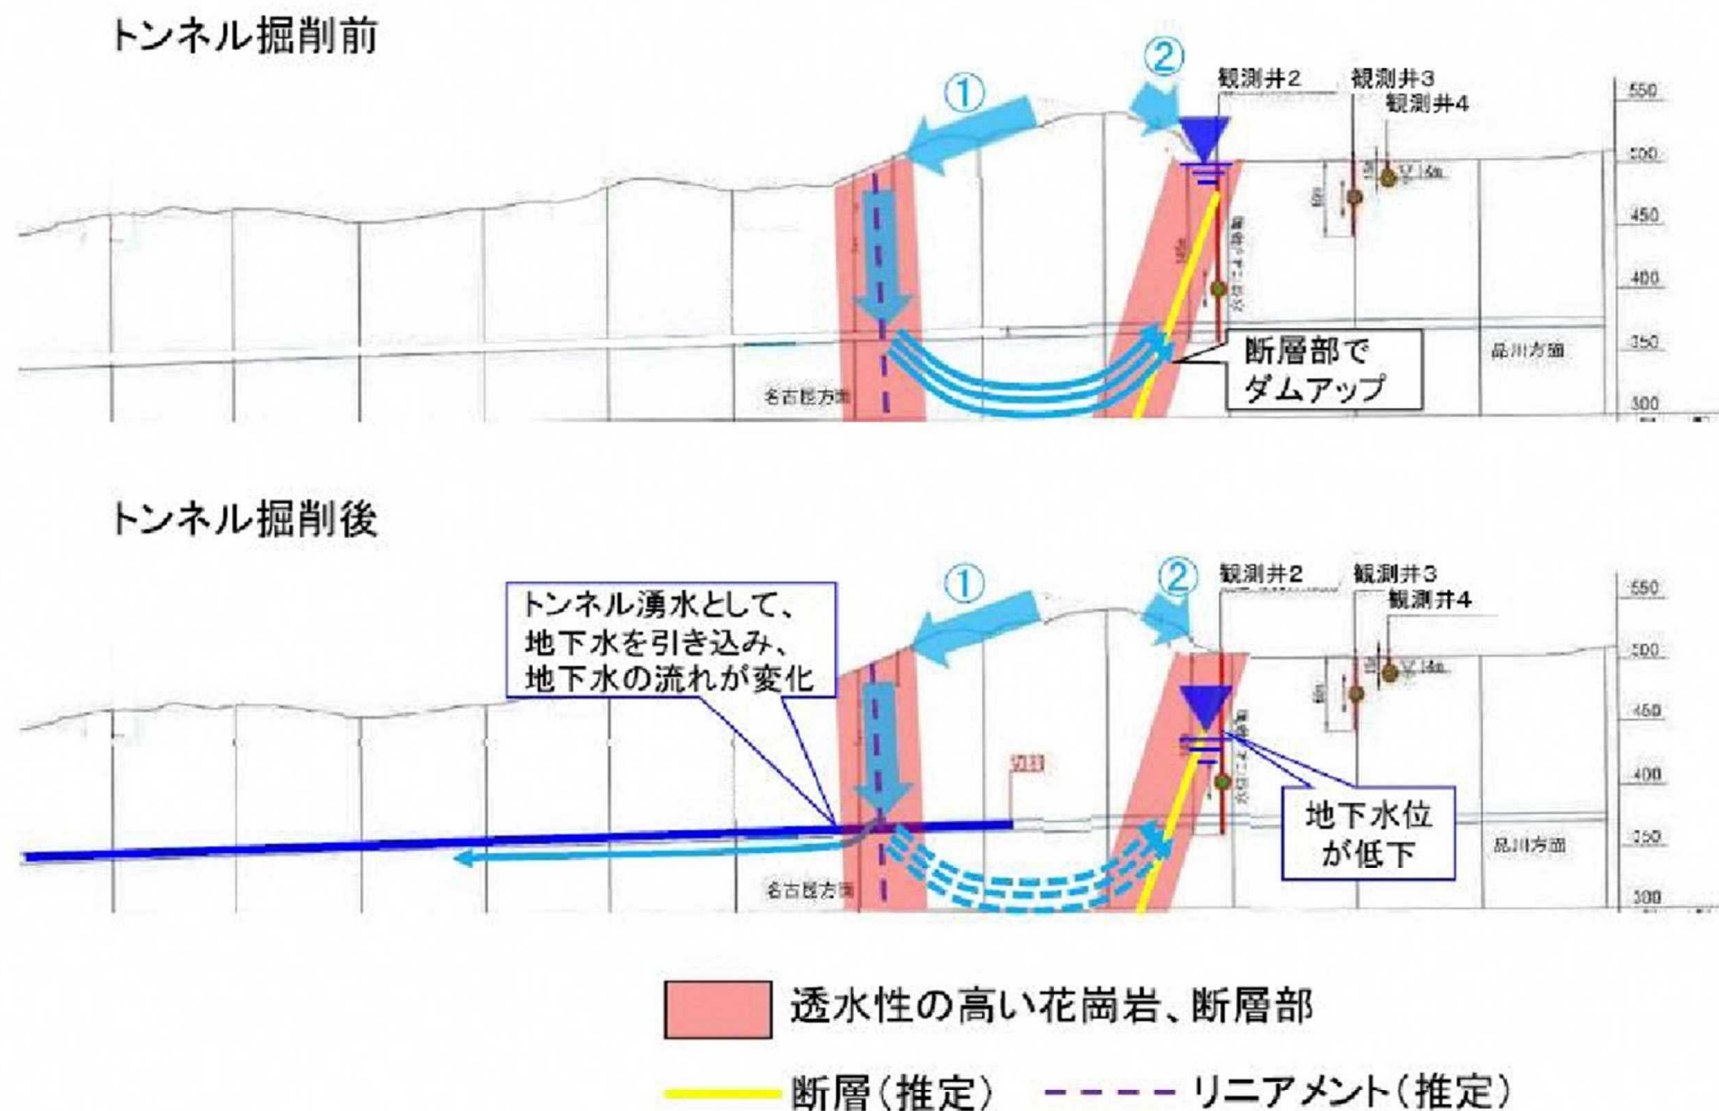 トンネル掘削前
①
②
観測井2
観測井3
観測井4
550
500
450
400
350
300
品川方面
名古屋方面
断層部で
ダムアップ
トンネル掘削後
①
②
観測井2
観測井3
観測井4
トンネル湧水として、
地下水を引き込み、
地下水の流れが変化
切羽
550
500
450
400
350
300
地下水位
が低下
品川方面
名古屋方面
透水性の高い花崗岩、断層部
断層(推定)
リニアメント(推定)